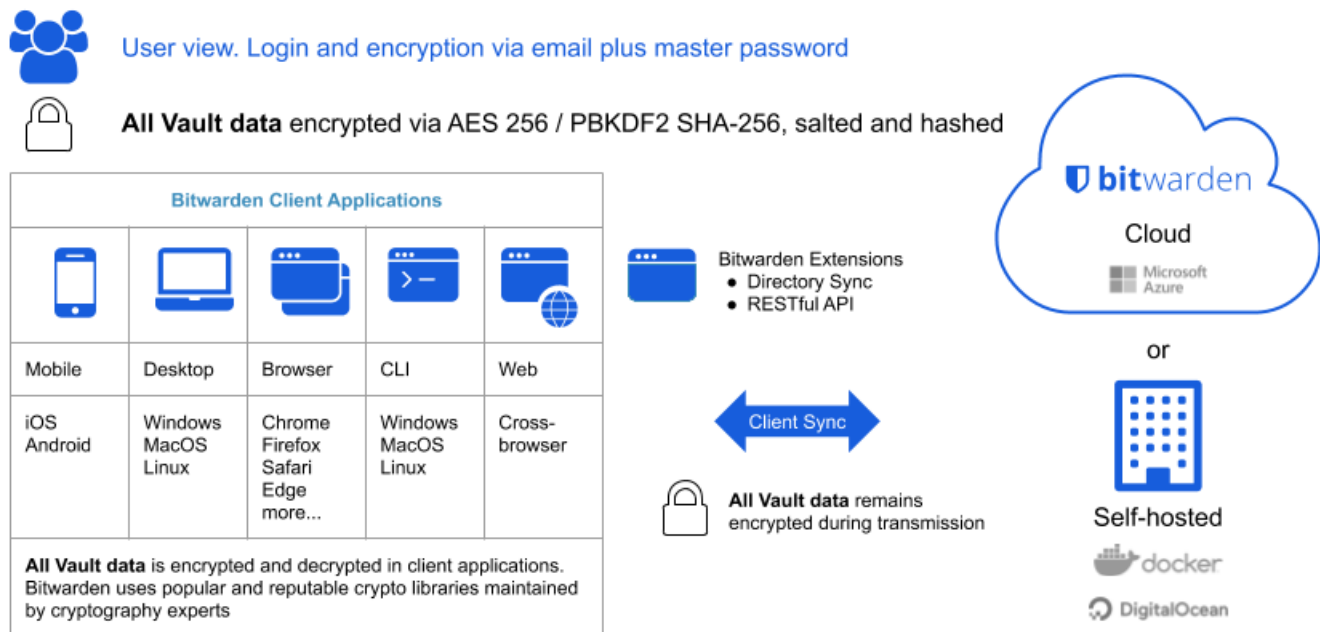 User view. Login and encryption via email plus master password
All Vault data encrypted via AES 256 / PBKDF2 SHA-256, salted and hashed
Bitwarden Client Applications
Mobile
Desktop
Browser
CLI
Web
iOS
Android
Windows
MacOS
Linux
Chrome
Firefox
Safari
Edge
more...
Windows
MacOS
Linux
Cross-
browser
All Vault data is encrypted and decrypted in client applications.
Bitwarden uses popular and reputable crypto libraries maintained
by cryptography experts
Bitwarden Extensions
● Directory Sync
● RESTful API
Client Sync
All Vault data remains
encrypted during transmission
bitwarden
Cloud
Microsoft
Azure
or
Self-hosted
docker
DigitalOcean